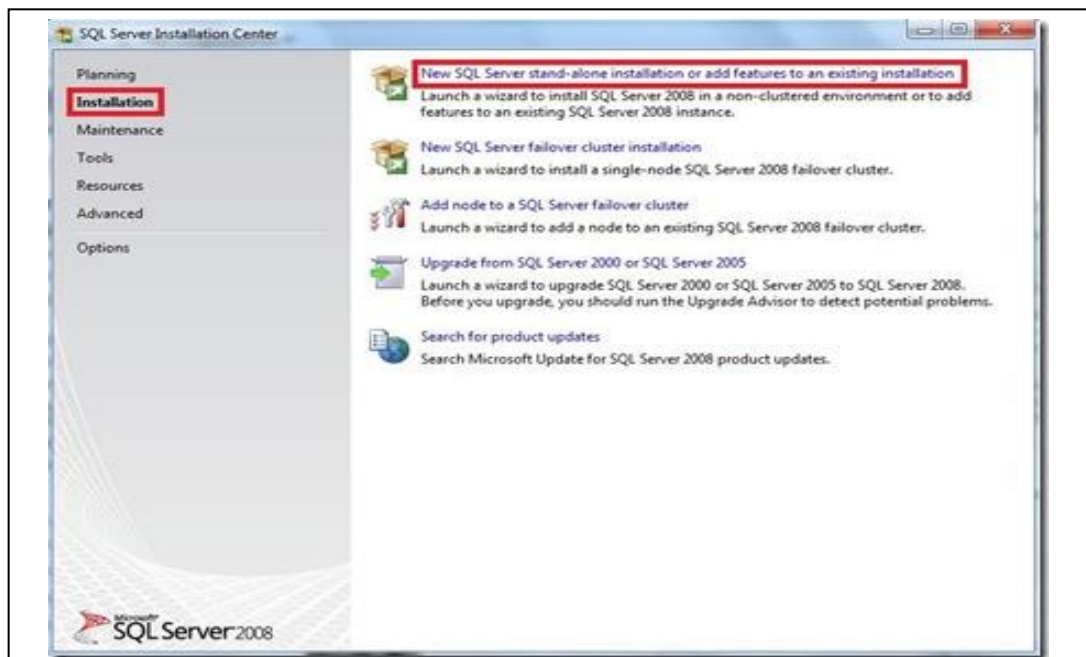 SQL Server Installation Center
Planning
Installation
Maintenance
Tools
Resources
Advanced
Options
New SQL Server stand-alone installation or add features to an existing installation
Launch a wizard to install SQL Server 2008 in a non-clustered environment or to add
features to an existing SQL Server 2008 instance.
New SQL Server failover cluster installation
Launch a wizard to install a single-node SQL Server 2008 failover cluster.
Add node to a SQL Server failover cluster
Launch a wizard to add a node to an existing SQL Server 2008 failover cluster.
Upgrade from SQL Server 2000 or SQL Server 2005
Launch a wizard to upgrade SQL Server 2000 or SQL Server 2005 to SQL Server 2008.
Before you upgrade, you should run the Upgrade Advisor to detect potential problems.
Search for product updates
Search Microsoft Update for SQL Server 2008 product updates.
Microsoft
SQL Server 2008